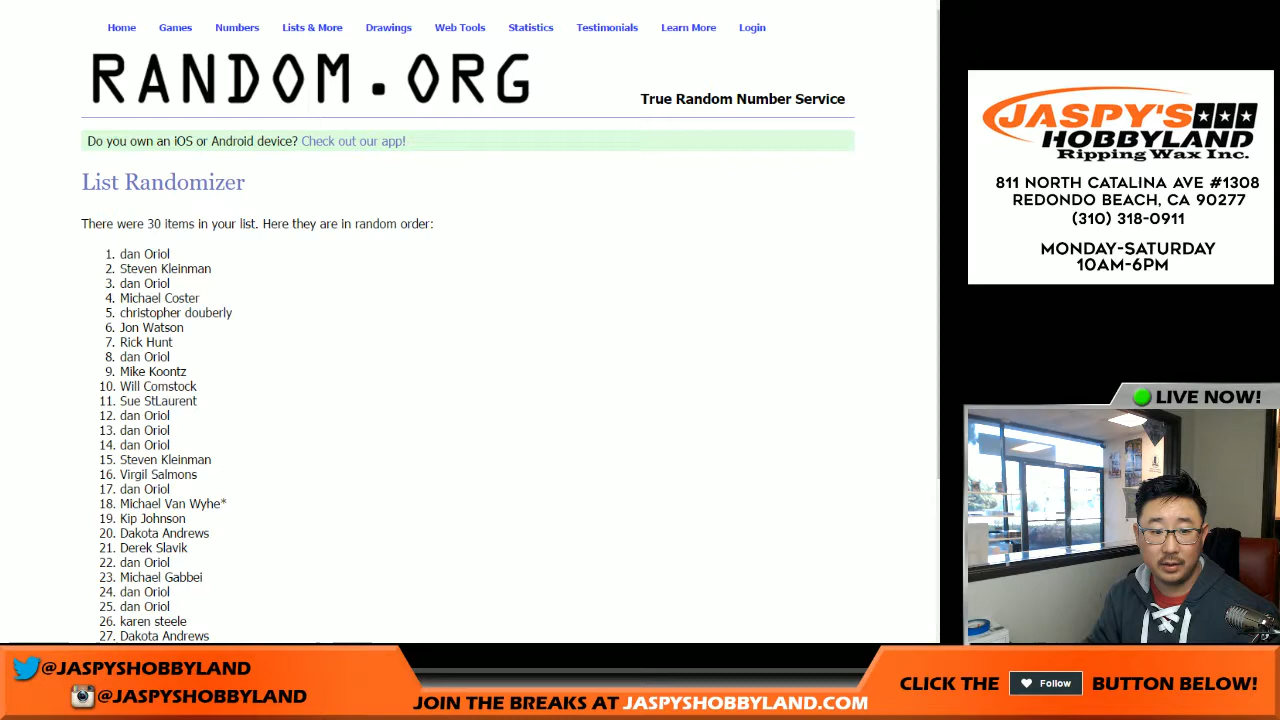 Home Games Numbers Lists & More Drawings Web Tools Statistics Testimonials Learn More Login
RANDOM.ORG
True Random Number Service
Do you own an iOS or Android device? Check out our app!
List Randomizer
There were 30 items in your list. Here they are in random order:
1. dan Oriol
2. Steven Kleinman
3. dan Oriol
4. Michael Coster
5. christopher douberly
6. Jon Watson
7. Rick Hunt
8. dan Oriol
9. Mike Koontz
10. Will Comstock
11. Sue StLaurent
12. dan Oriol
13. dan Oriol
14. dan Oriol
15. Steven Kleinman
16. Virgil Salmons
17. dan Oriol
18. Michael Van Wyhe*
19. Kip Johnson
20. Dakota Andrews
21. Derek Slavik
22. dan Oriol
23. Michael Gabbei
24. dan Oriol
25. dan Oriol
26. karen steele
27. Dakota Andrews
JASPY'S
HOBBYLAND
Ripping Wax Inc.
811 NORTH CATALINA AVE #1308
REDONDO BEACH, CA 90277
(310) 318-0911
MONDAY-SATURDAY
10AM-6PM
LIVE NOW!
@JASPYSHOBBYLAND
@JASPYSHOBBYLAND
JOIN THE BREAKS AT JASPYSHOBBYLAND.COM
CLICK THE Follow BUTTON BELOW!